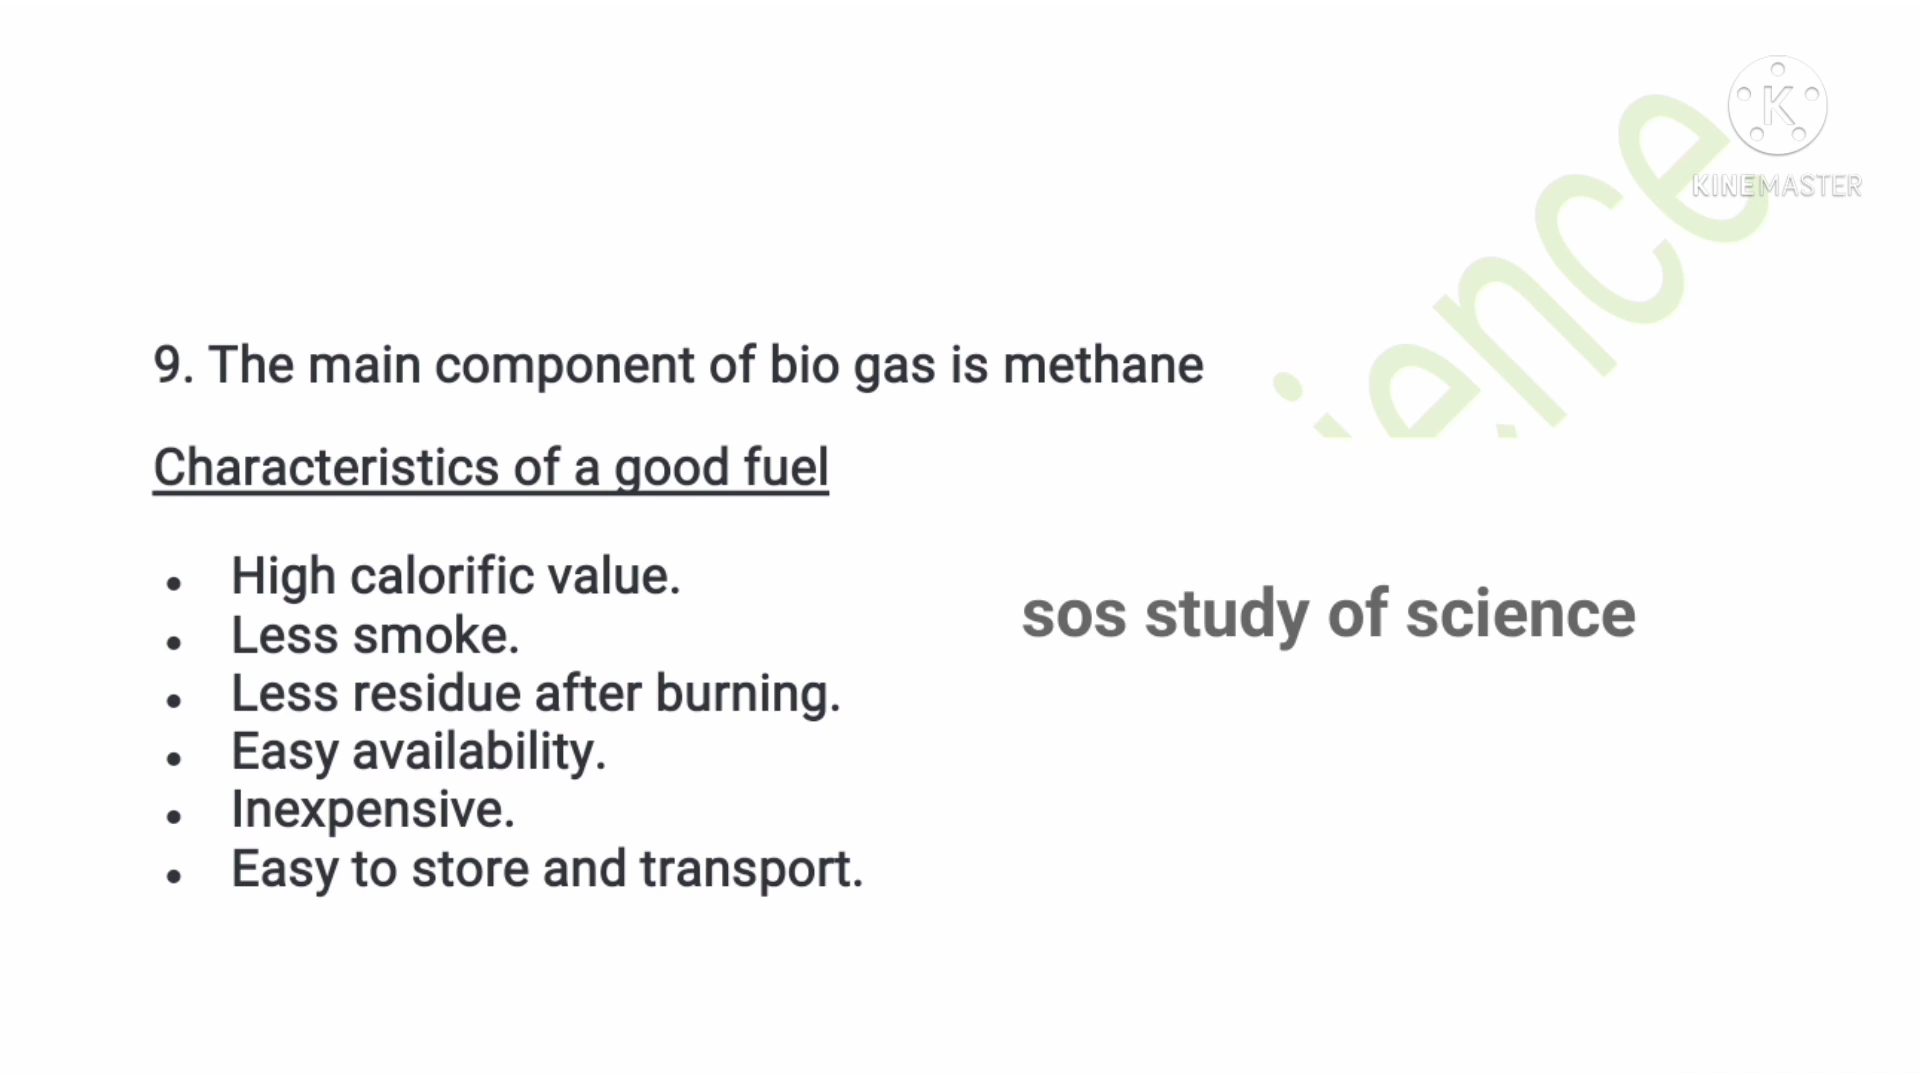 K
KINEMASTER
ience
9. The main component of bio gas is methane
Characteristics of a good fuel
• High calorific value.
• Less smoke.
• Less residue after burning.
• Easy availability.
• Inexpensive.
• Easy to store and transport.
sos study of science